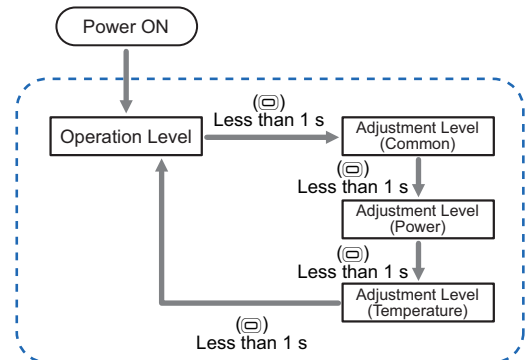 Power ON
Operation Level
( )
Less than 1 s
Adjustment Level
(Common)
( )
Less than 1 s
Adjustment Level
(Power)
( )
Less than 1 s
Adjustment Level
(Temperature)
( )
Less than 1 s